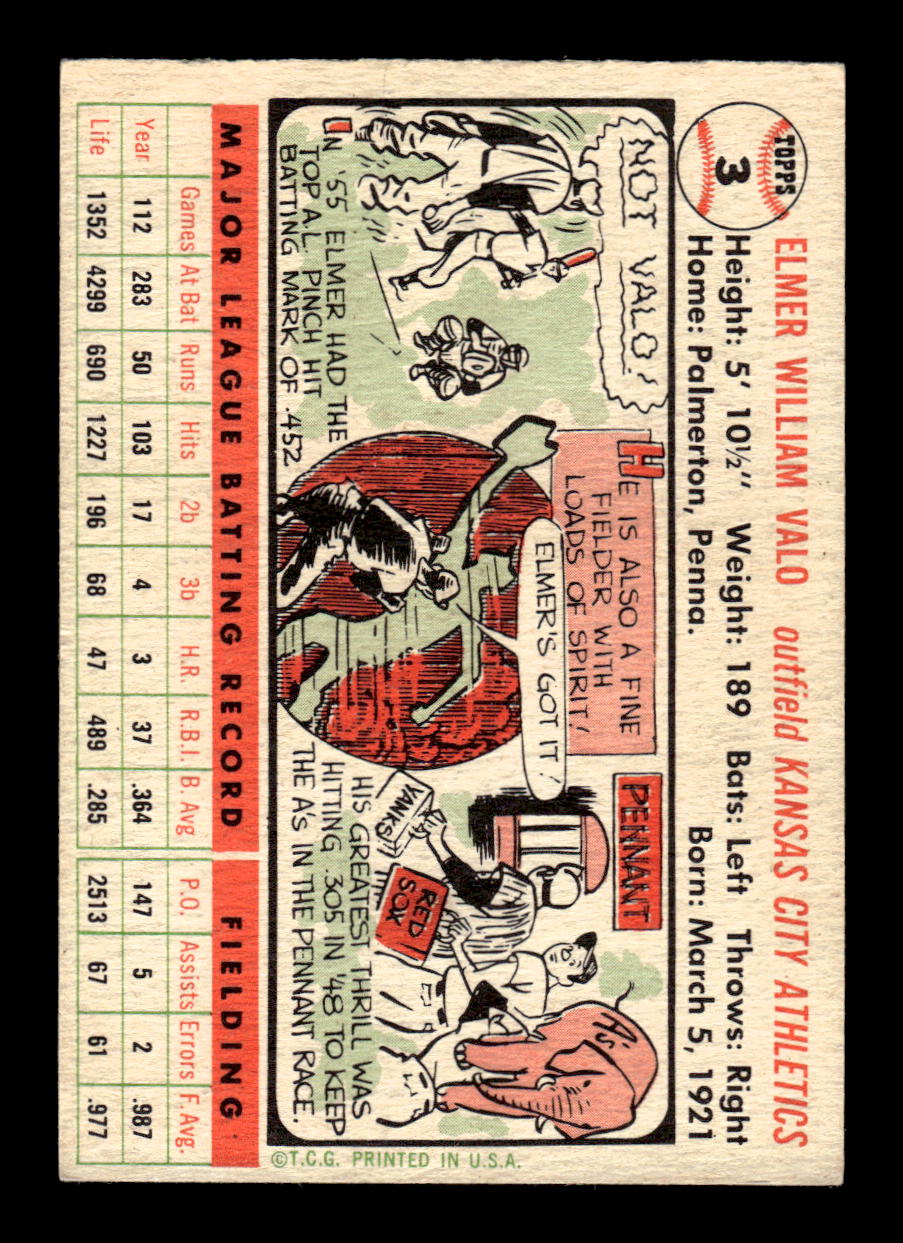 TOPPS
3
ELMER WILLIAM VALO outfield KANSAS CITY ATHLETICS
Height: 5' 10½" Weight: 189 Bats: Left Throws: Right
Home: Palmerton, Penna. Born: March 5, 1921
NOT VALO!
IN '55 ELMER HAD THE
TOP A.L. PINCH HIT
BATTING MARK OF .452
HE IS ALSO A FINE
FIELDER WITH
LOADS OF SPIRIT!
ELMER'S GOT IT!
PENNANT
YANKS
RED
SOX
A's
HIS GREATEST THRILL WAS
HITTING .305 IN '48 TO KEEP
THE A'S IN THE PENNANT RACE.
MAJOR LEAGUE BATTING RECORD FIELDING
Games At Bat Runs Hits 2b 3b H.R. R.B.I. B. Avg P.O. Assists Errors F. Avg.
Year 112 283 50 103 17 4 3 37 .364 147 5 2 .987
Life 1352 4299 690 1227 196 68 47 489 .285 2513 67 61 .977
©T.C.G. PRINTED IN U.S.A.